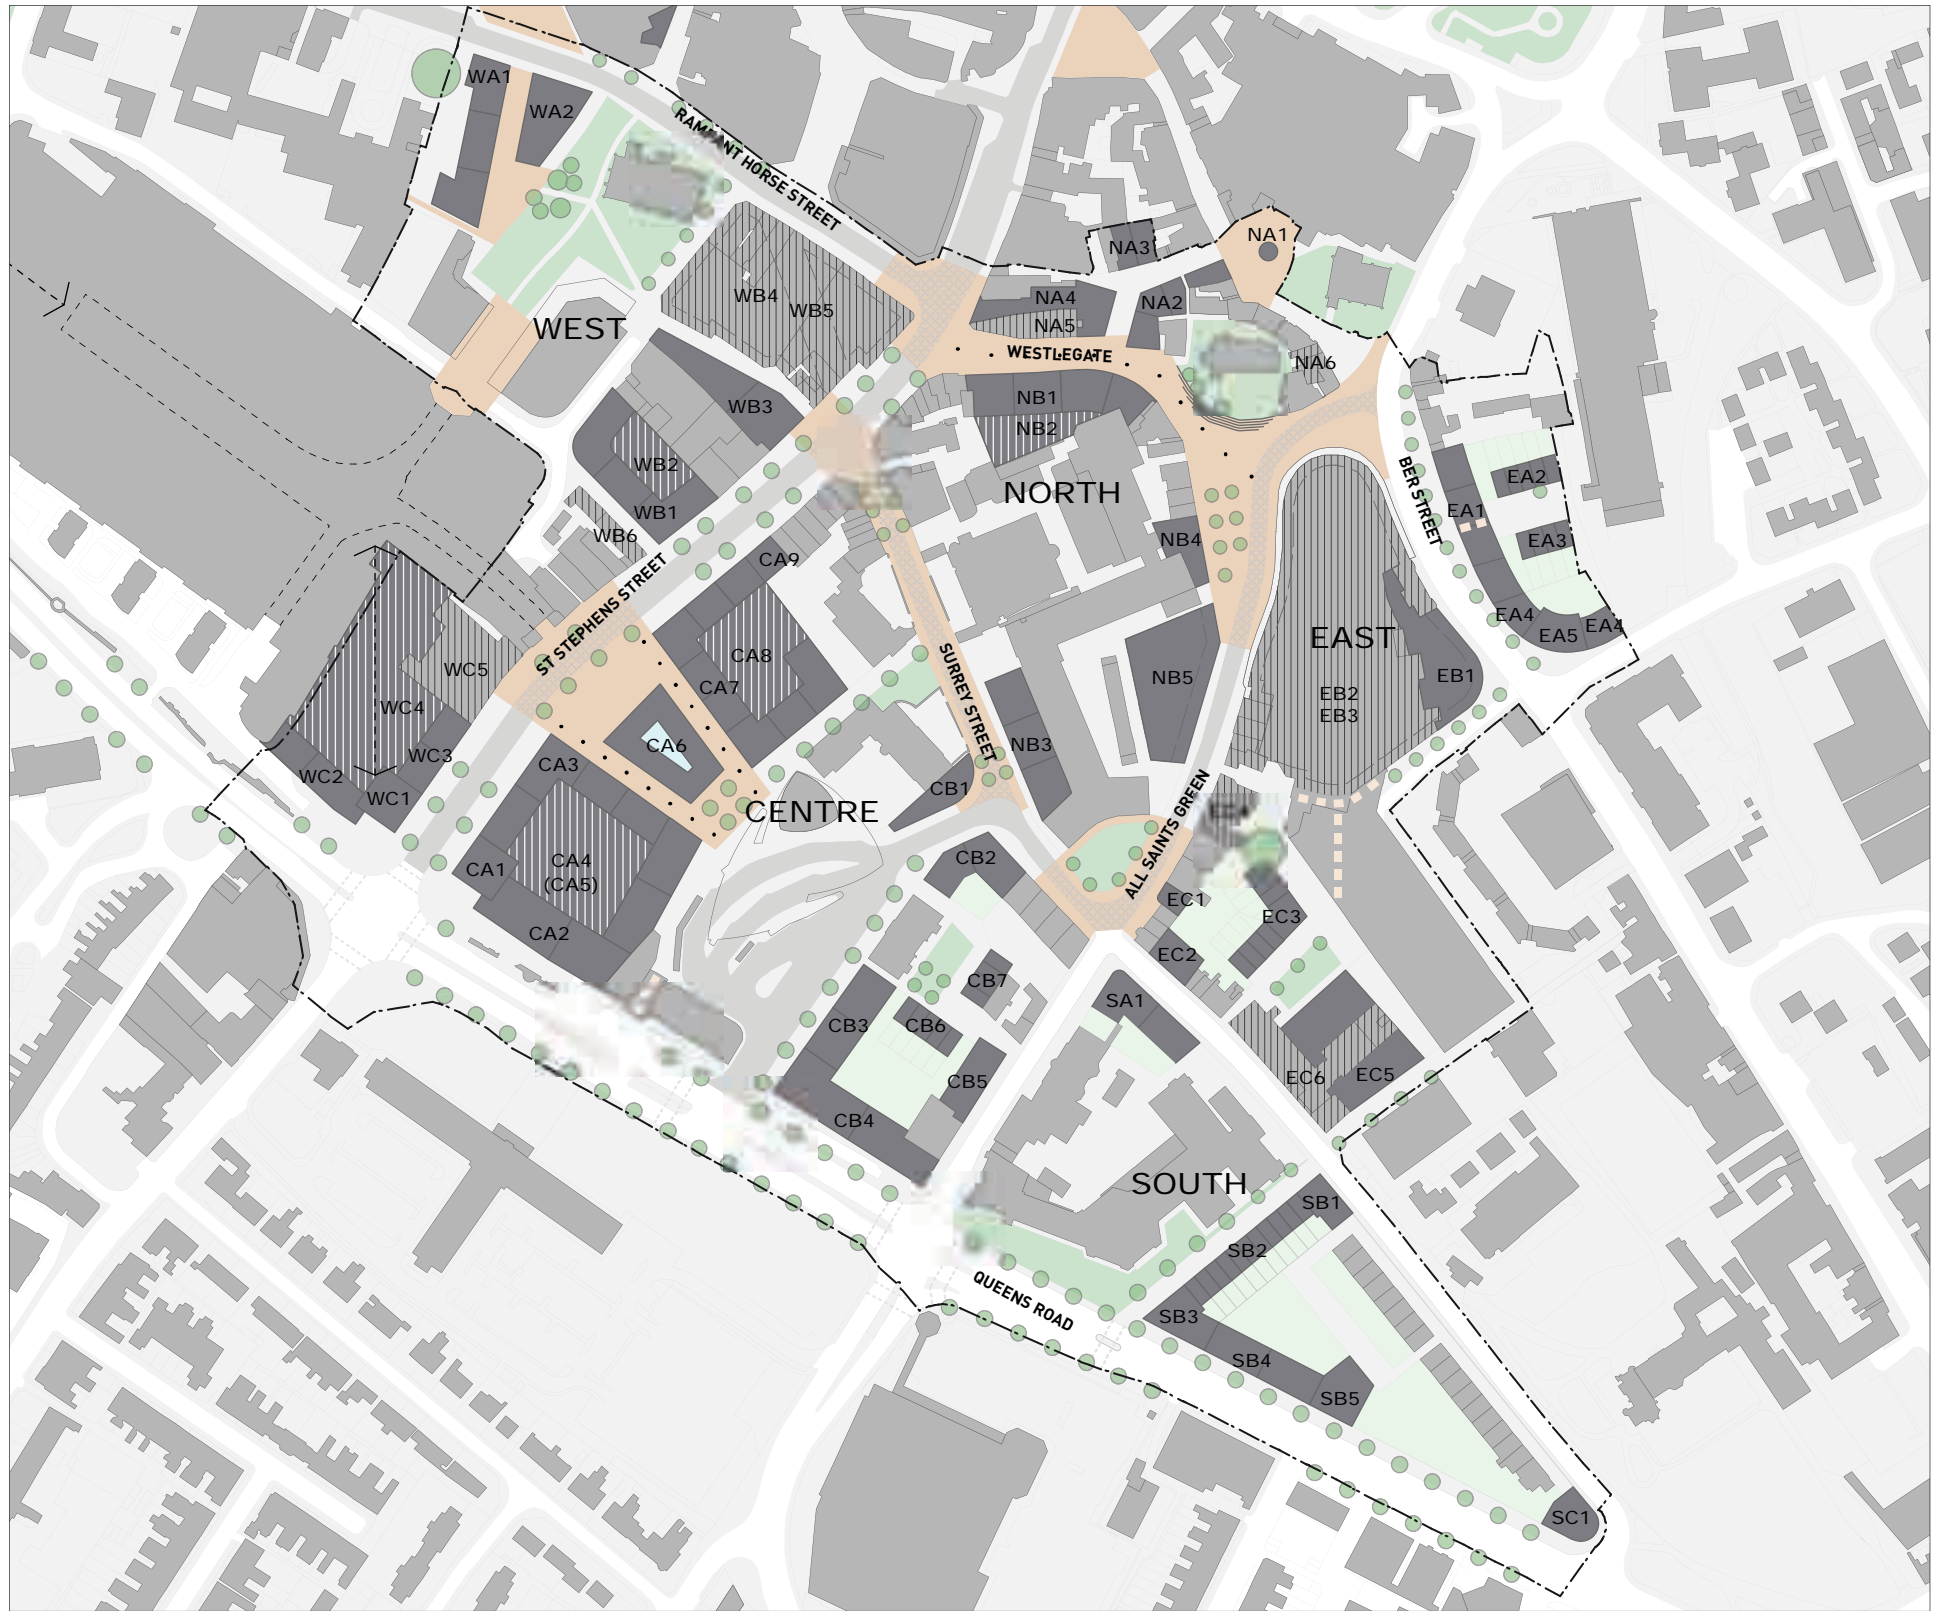 WA1
WA2
RAMPANT HORSE STREET
NA3
NA1
WB4
WB5
NA4
NA2
NA5
WEST
WESTLEGATE
NA6
WB3
NB1
NB2
WB2
NORTH
BER STREET
EA2
EA1
WB1
WB6
NB4
EA3
CA9
ST STEPHENS STREET
EA4
EA5
EA4
EAST
CA8
WC5
CA7
SURREY STREET
NB5
EB1
EB2
EB3
WC4
CA6
NB3
WC3
CA3
WC2
WC1
CB1
CENTRE
ALL SAINTS GREEN
CA4
(CA5)
CA1
CB2
EC1
EC3
CA2
EC2
CB7
SA1
CB3
CB6
EC6
EC5
CB5
CB4
SOUTH
SB1
SB2
QUEENS ROAD
SB3
SB4
SB5
SC1